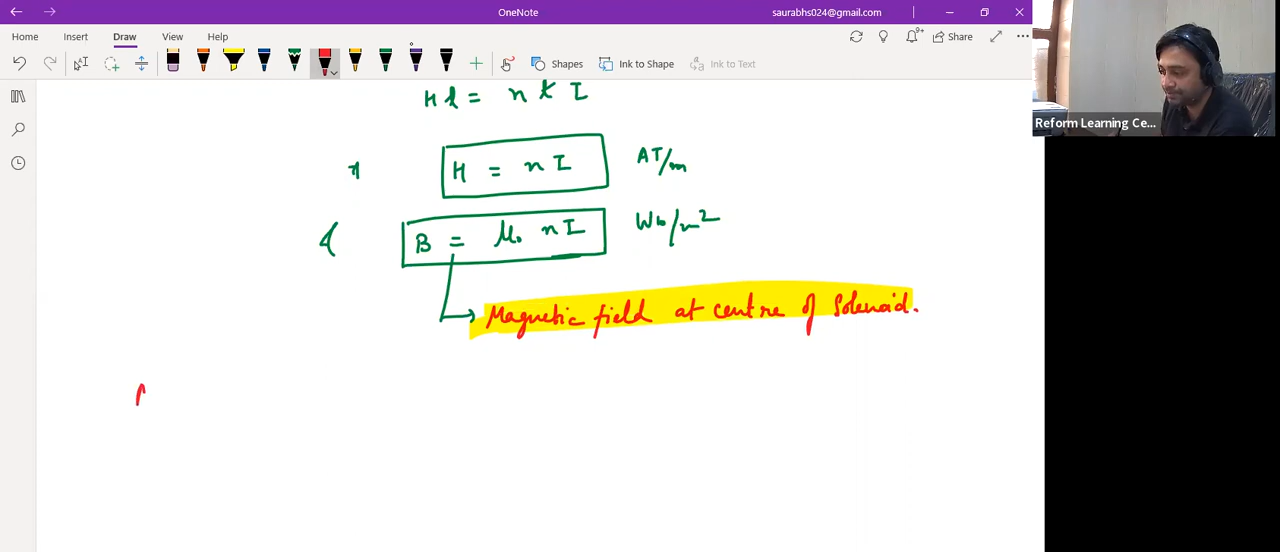 OneNote
saurabhs024@gmail.com
Home Insert Draw View Help
9+
Share
Shapes
Ink to Shape
Ink to Text
Reform Learning Ce...
Hl = n l I
H = nI AT/m
B = μ₀ nI Wb/m²
Magnetic field at centre of Solenoid.